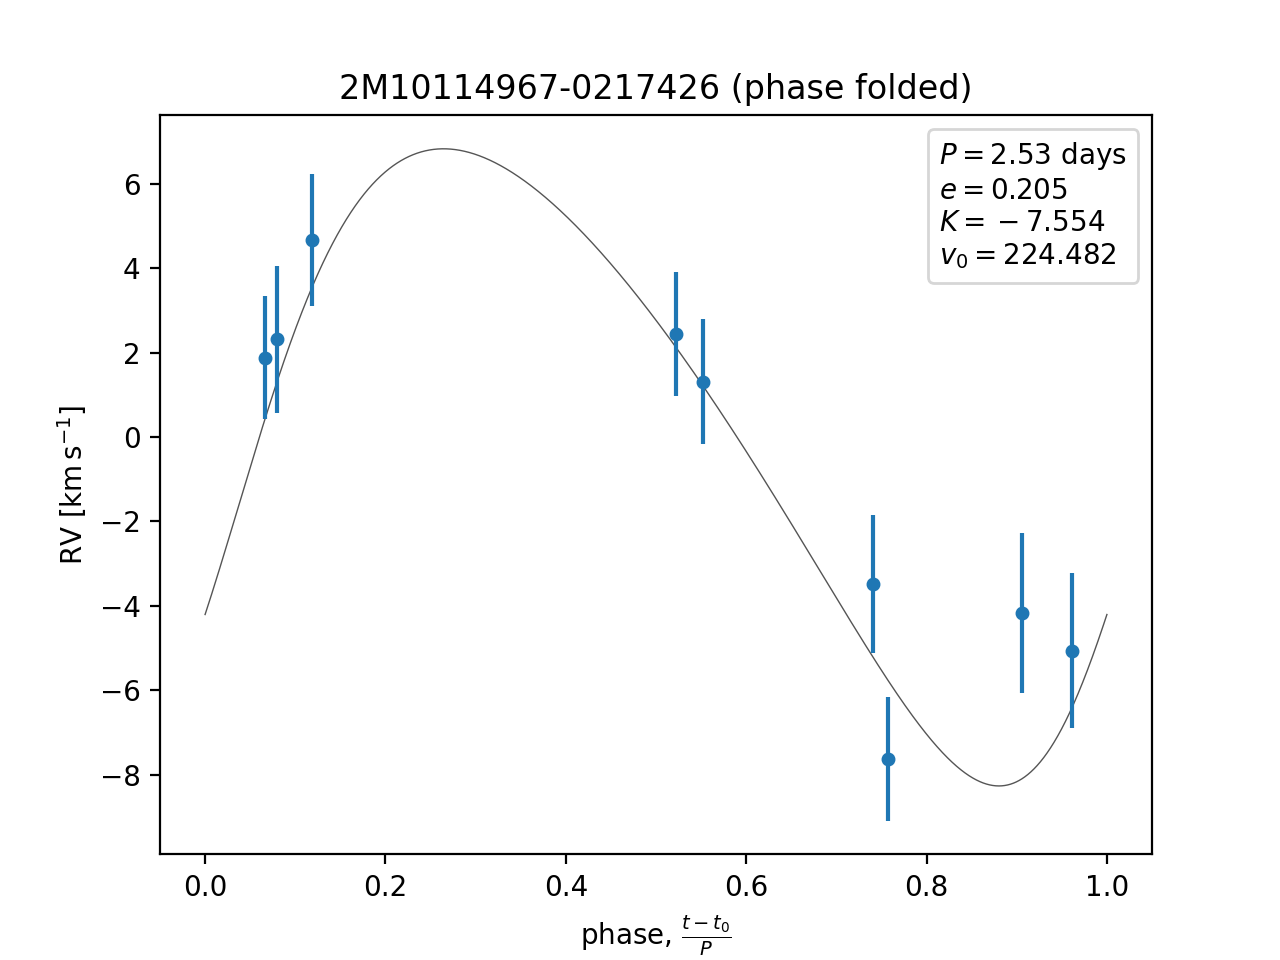 2M10114967-0217426 (phase folded)
P = 2.53 days
e = 0.205
K = −7.554
v₀ = 224.482
6
4
2
0
−2
−4
−6
−8
RV [km s⁻¹]
0.0 0.2 0.4 0.6 0.8 1.0
phase, (t − t₀)/P